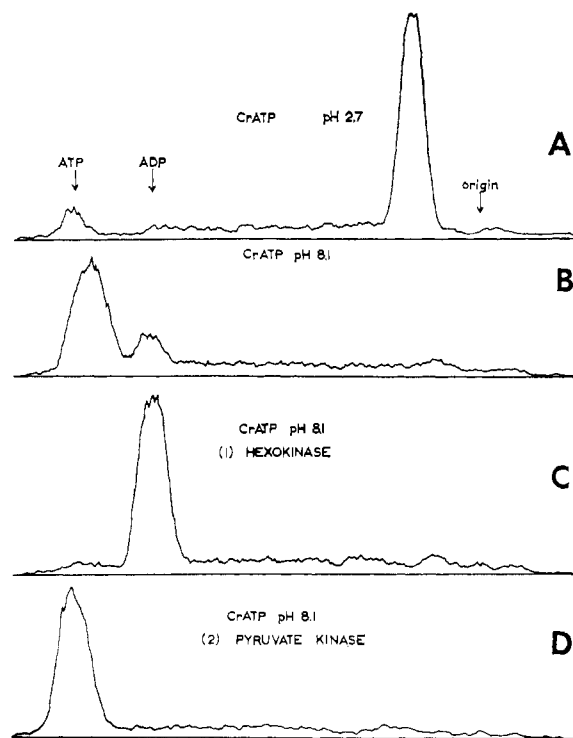 CrATP pH 2.7
A
ATP
ADP
origin
CrATP pH 8.1
B
CrATP pH 8.1
(1) HEXOKINASE
C
CrATP pH 8.1
(2) PYRUVATE KINASE
D